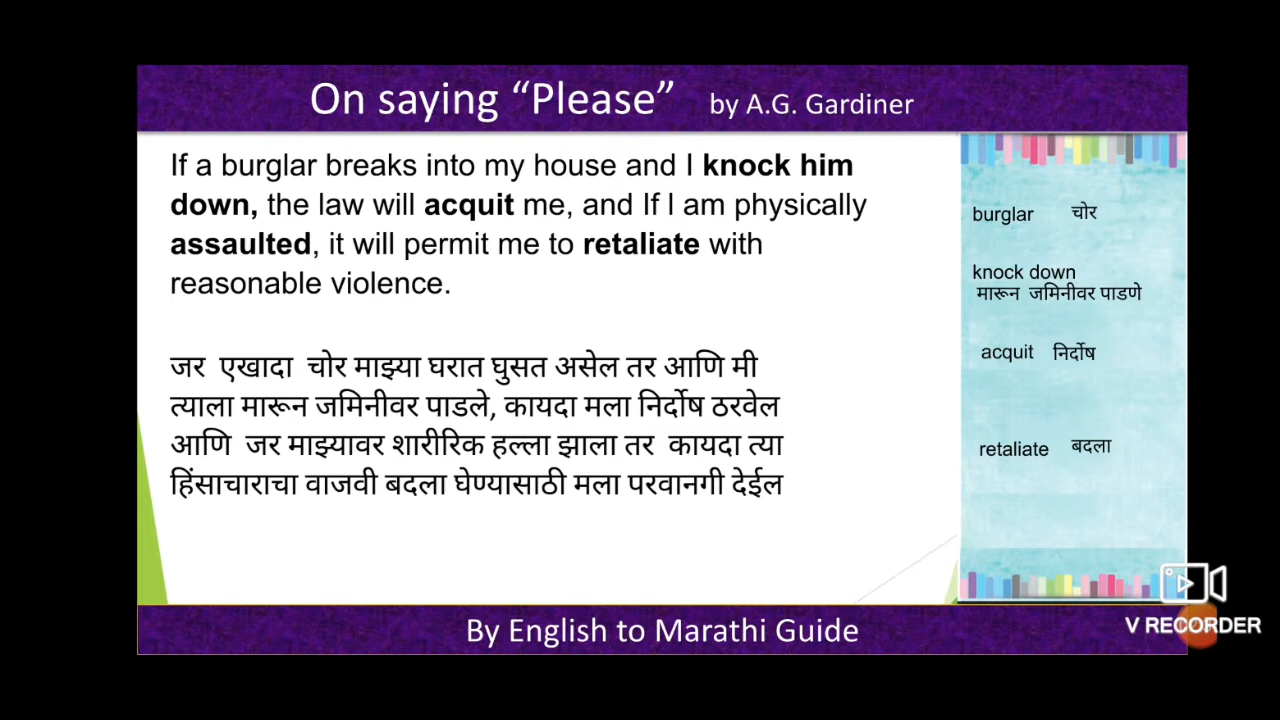 On saying “Please” by A.G. Gardiner
If a burglar breaks into my house and I knock him
down, the law will acquit me, and If I am physically
assaulted, it will permit me to retaliate with
reasonable violence.
जर एखादा चोर माझ्या घरात घुसत असेल तर आणि मी
त्याला मारून जमिनीवर पाडले, कायदा मला निर्दोष ठरवेल
आणि जर माझ्यावर शारीरिक हल्ला झाला तर कायदा त्या
हिंसाचाराचा वाजवी बदला घेण्यासाठी मला परवानगी देईल
burglar चोर
knock down
मारून जमिनीवर पाडणे
acquit निर्दोष
retaliate बदला
By English to Marathi Guide
V RECORDER